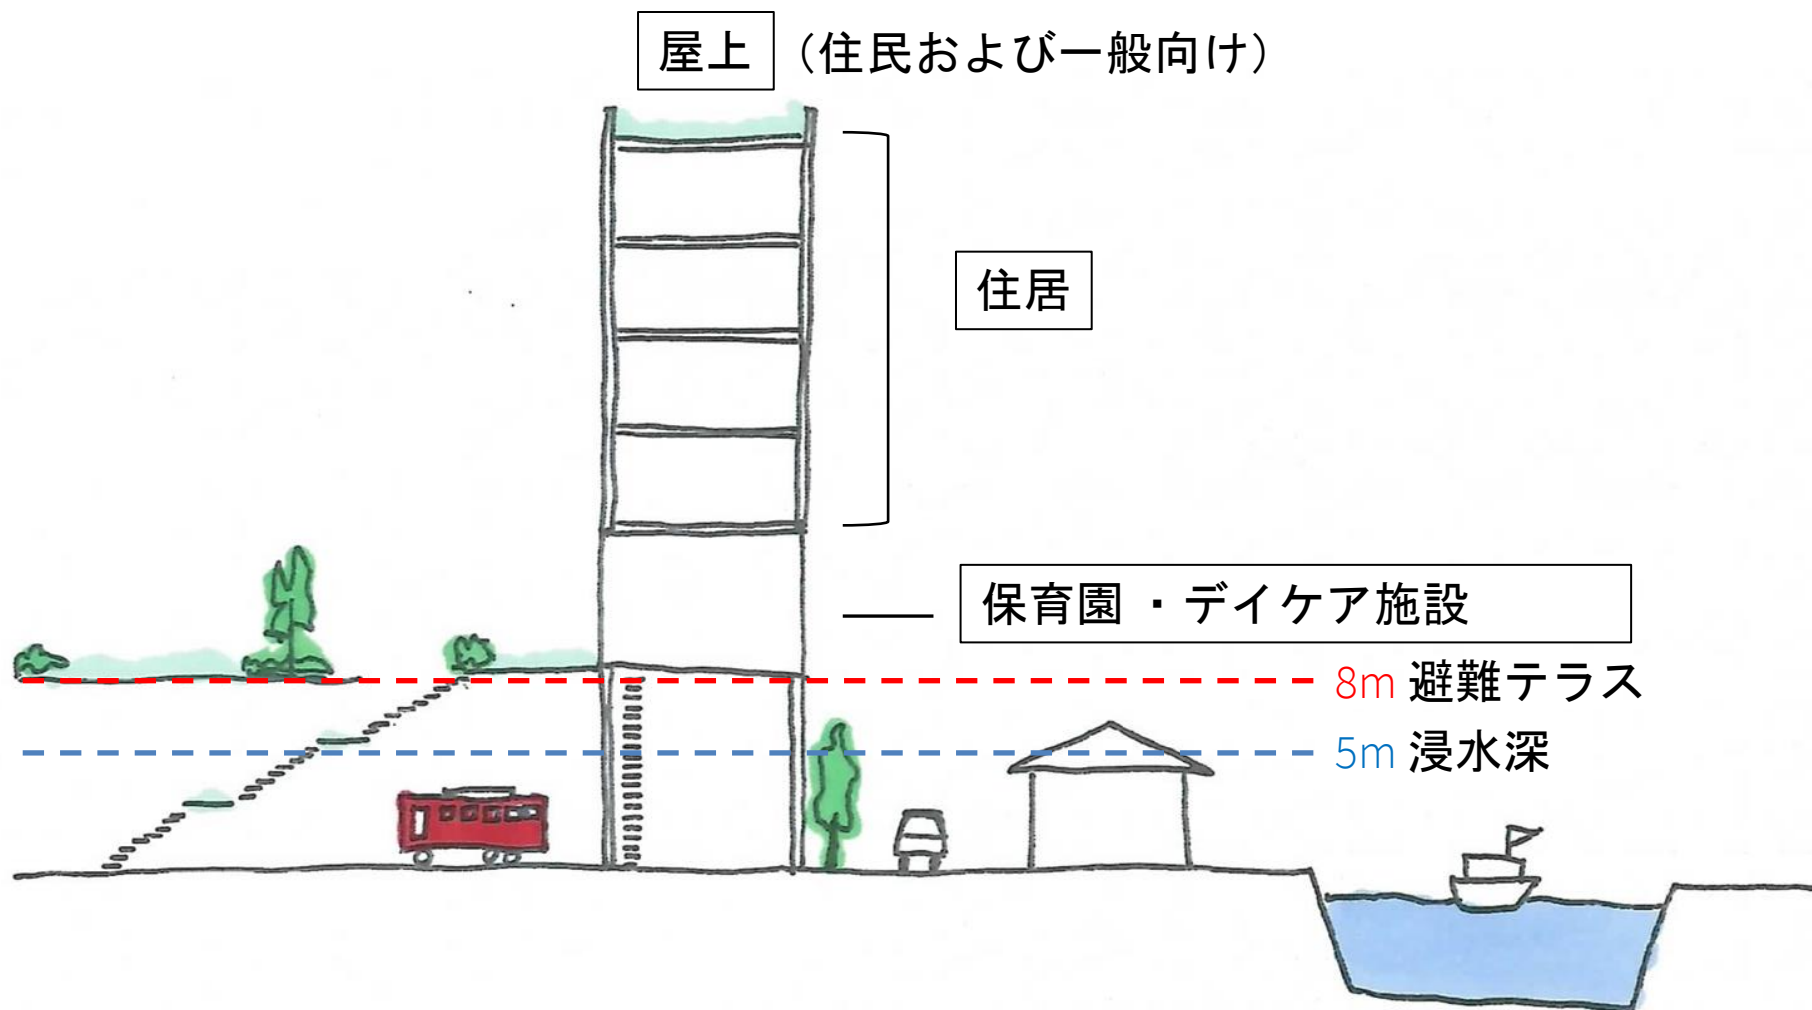 屋上 （住民および一般向け）
住居
保育園 ・デイケア施設
8m 避難テラス
5m 浸水深